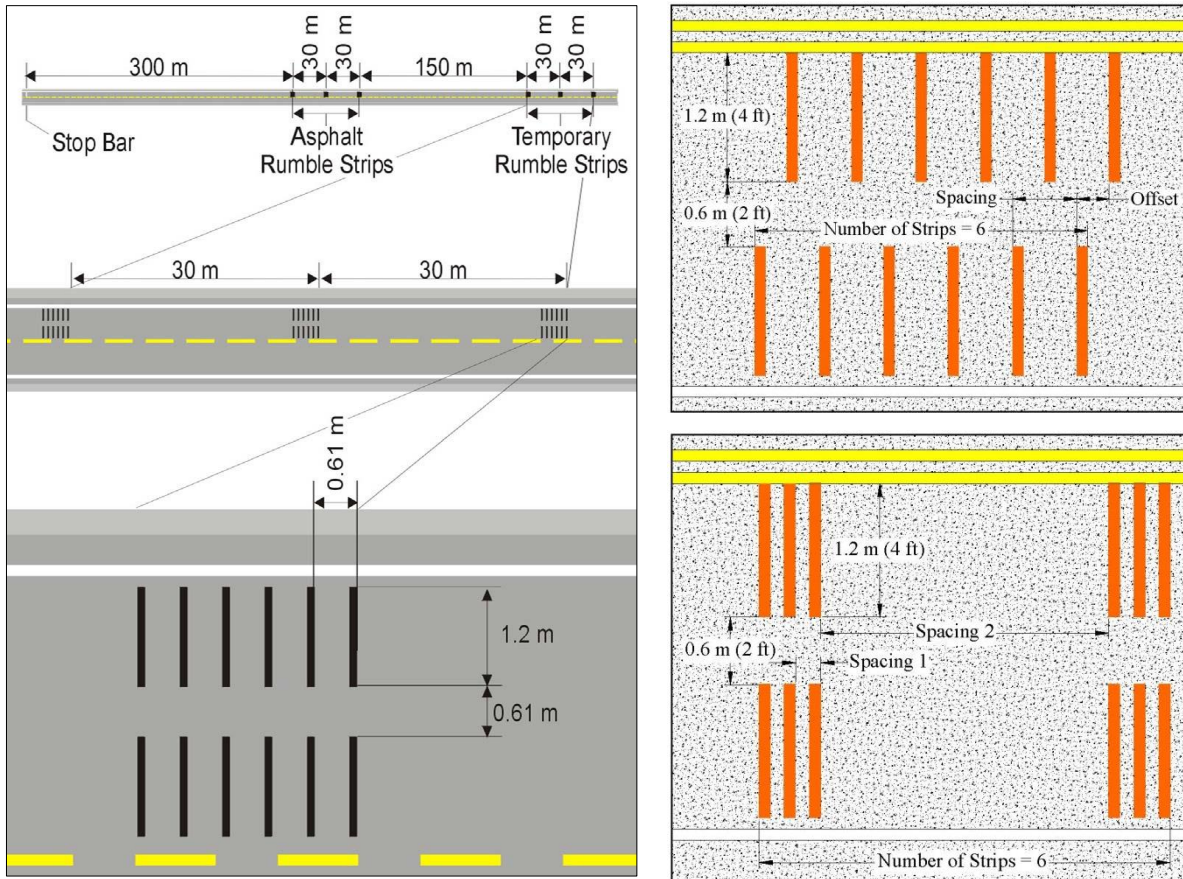 30 m
30 m
30 m
30 m
300 m
150 m
Stop Bar
Asphalt
Rumble Strips
Temporary
Rumble Strips
30 m
30 m
0.61 m
1.2 m
0.61 m
1.2 m (4 ft)
Spacing
Offset
0.6 m (2 ft)
Number of Strips = 6
1.2 m (4 ft)
Spacing 2
0.6 m (2 ft)
Spacing 1
Number of Strips = 6